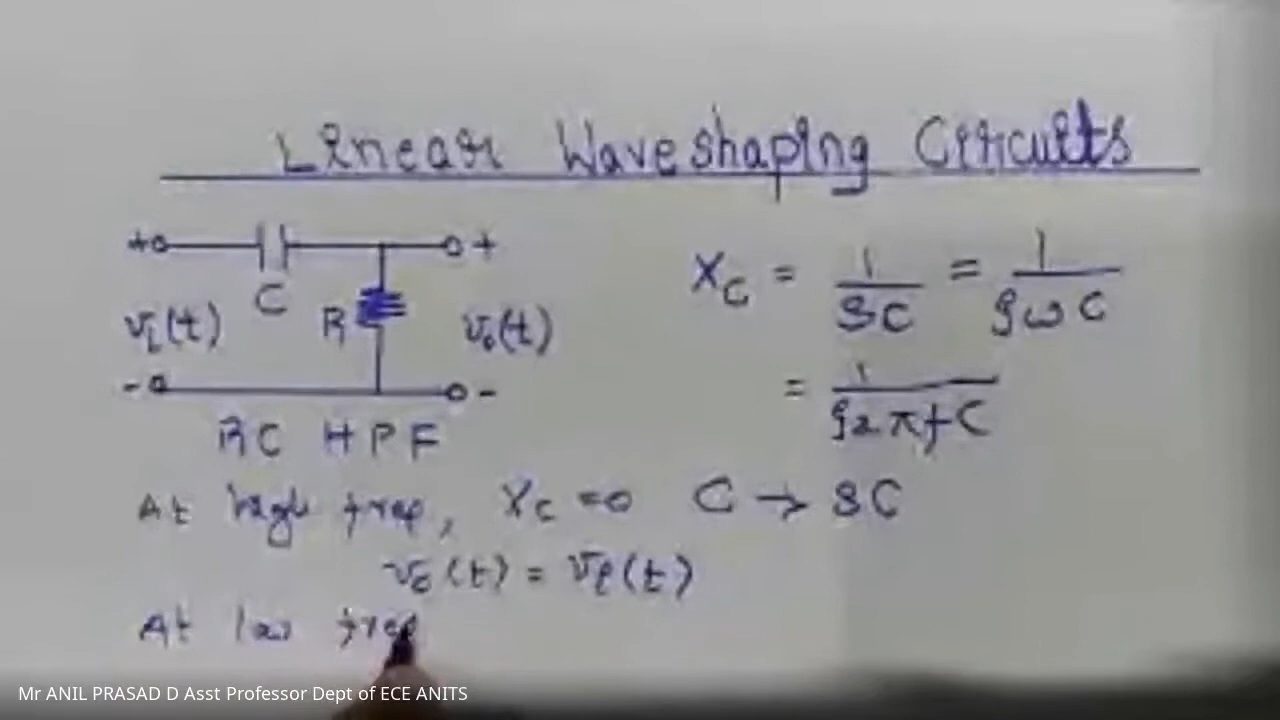 Linear Waveshaping Circuits
+ +
C
vi(t) R vo(t)
- -
RC HPF
Xc = 1/SC = 1/jωC
= 1/j2πfC
At high freq, Xc = 0 C → SC
vo(t) = vi(t)
At low freq
Mr ANIL PRASAD D Asst Professor Dept of ECE ANITS